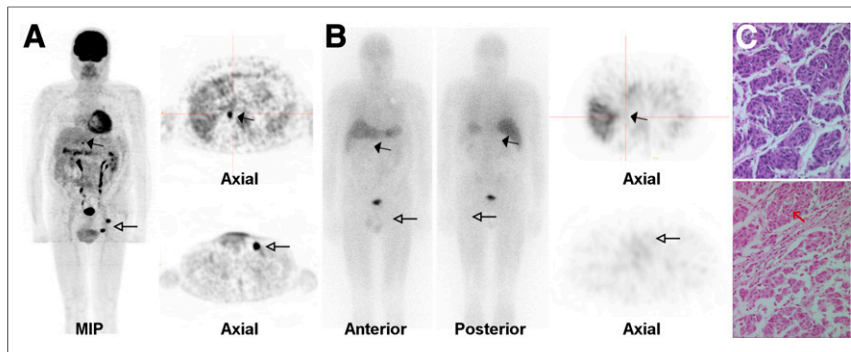 A
B
C
Axial
Axial
MIP
Axial
Anterior
Posterior
Axial